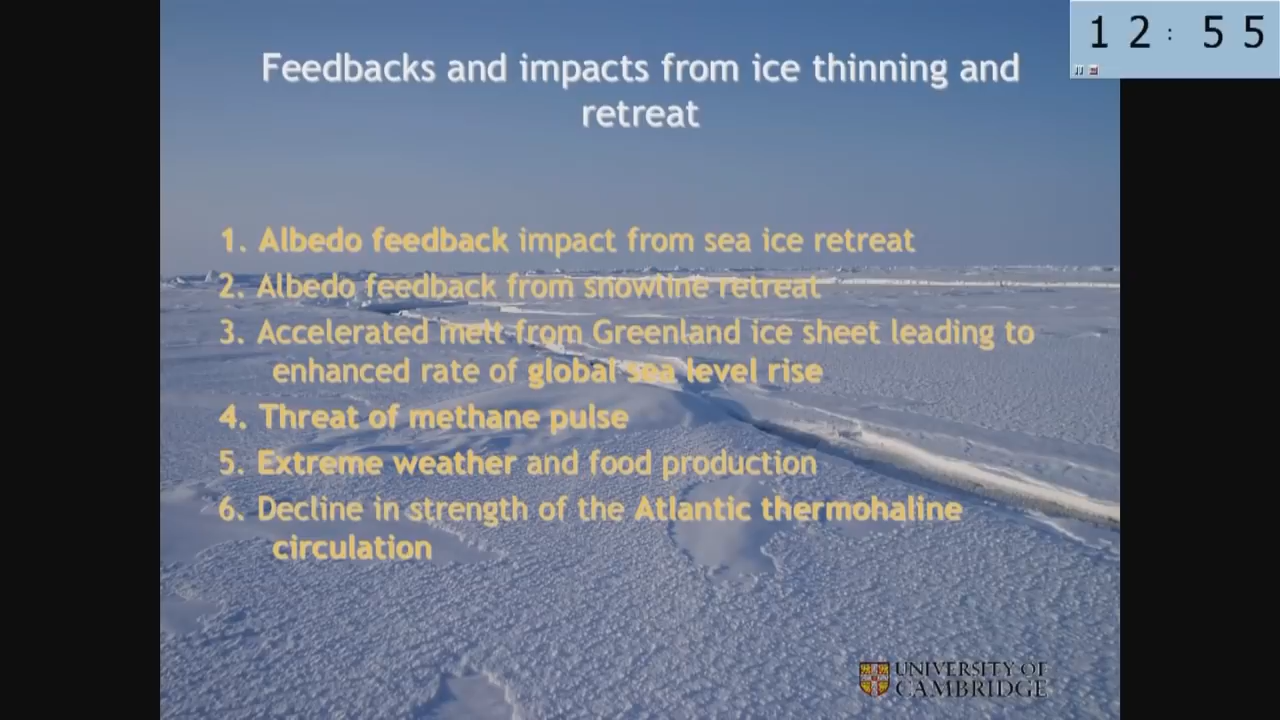 12:55
Feedbacks and impacts from ice thinning and
retreat
1. Albedo feedback impact from sea ice retreat
2. Albedo feedback from snowline retreat
3. Accelerated melt from Greenland ice sheet leading to
enhanced rate of global sea level rise
4. Threat of methane pulse
5. Extreme weather and food production
6. Decline in strength of the Atlantic thermohaline
circulation
UNIVERSITY OF
CAMBRIDGE